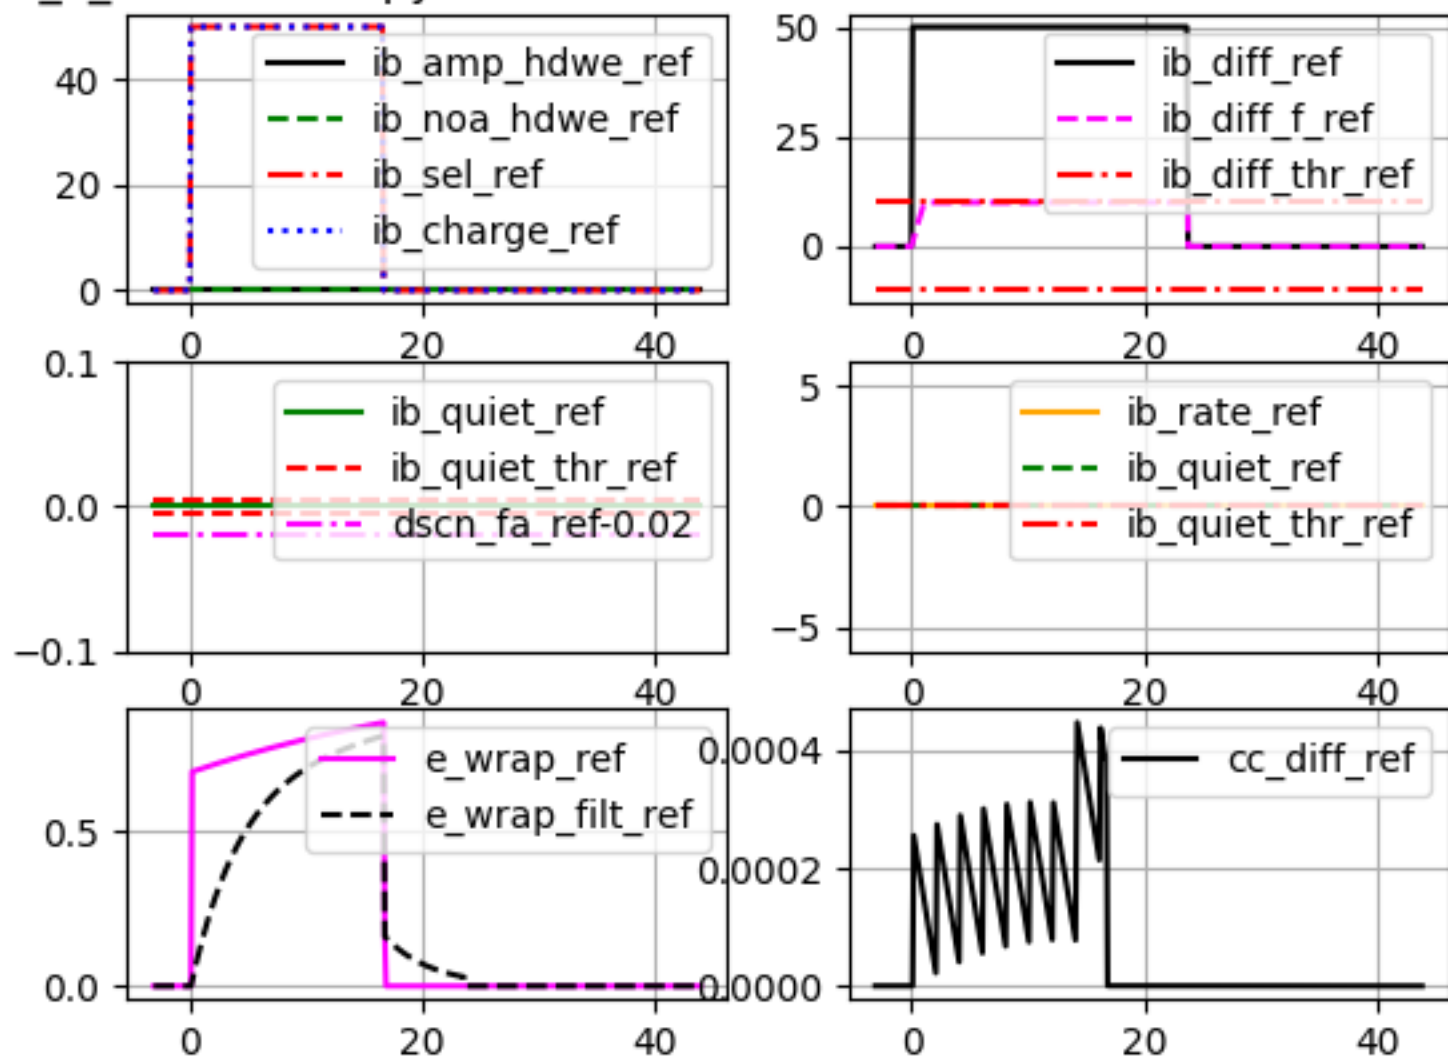 ib_amp_hdwe_ref
ib_noa_hdwe_ref
ib_sel_ref
ib_charge_ref
40
20
0
0 20 40
ib_diff_ref
ib_diff_f_ref
ib_diff_thr_ref
50
25
0
0 20 40
ib_quiet_ref
ib_quiet_thr_ref
dscn_fa_ref-0.02
0.1
0.0
−0.1
0 20 40
ib_rate_ref
ib_quiet_ref
ib_quiet_thr_ref
5
0
−5
0 20 40
e_wrap_ref
e_wrap_filt_ref
0.5
0.0
0 20 40
cc_diff_ref
0.0004
0.0002
0.0000
0 20 40